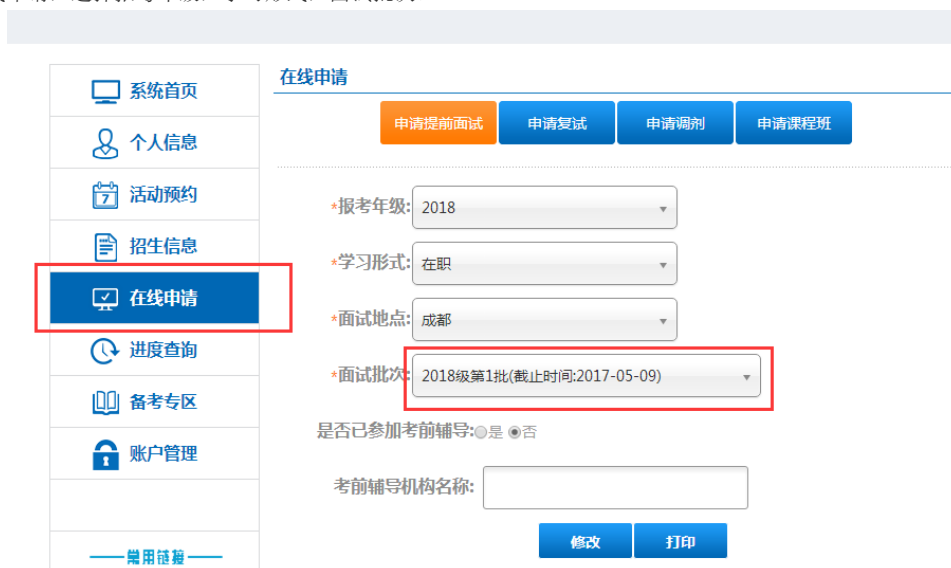 系统首页
个人信息
7
活动预约
招生信息
在线申请
进度查询
备考专区
账户管理
常用链接
在线申请
申请提前面试 申请复试 申请调剂 申请课程班
*报考年级: 2018
*学习形式: 在职
*面试地点: 成都
*面试批次: 2018级第1批(截止时间:2017-05-09)
是否已参加考前辅导: 是 否
考前辅导机构名称:
修改 打印